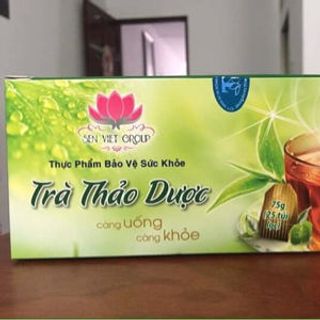 SEN VIET GROUP
Thực Phẩm Bảo Vệ Sức Khỏe
Trà Thảo Dược
càng uống
càng khỏe
75g
25 túi